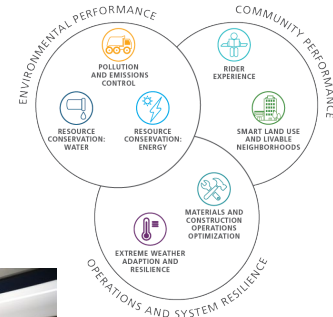 ENVIRONMENTAL PERFORMANCE
COMMUNITY PERFORMANCE
POLLUTION
AND EMISSIONS
CONTROL
RIDER
EXPERIENCE
RESOURCE
CONSERVATION:
WATER
RESOURCE
CONSERVATION:
ENERGY
SMART LAND USE
AND LIVABLE
NEIGHBORHOODS
MATERIALS AND
CONSTRUCTION
OPERATIONS
OPTIMIZATION
EXTREME WEATHER
ADAPTION AND
RESILIENCE
OPERATIONS AND SYSTEM RESILIENCE